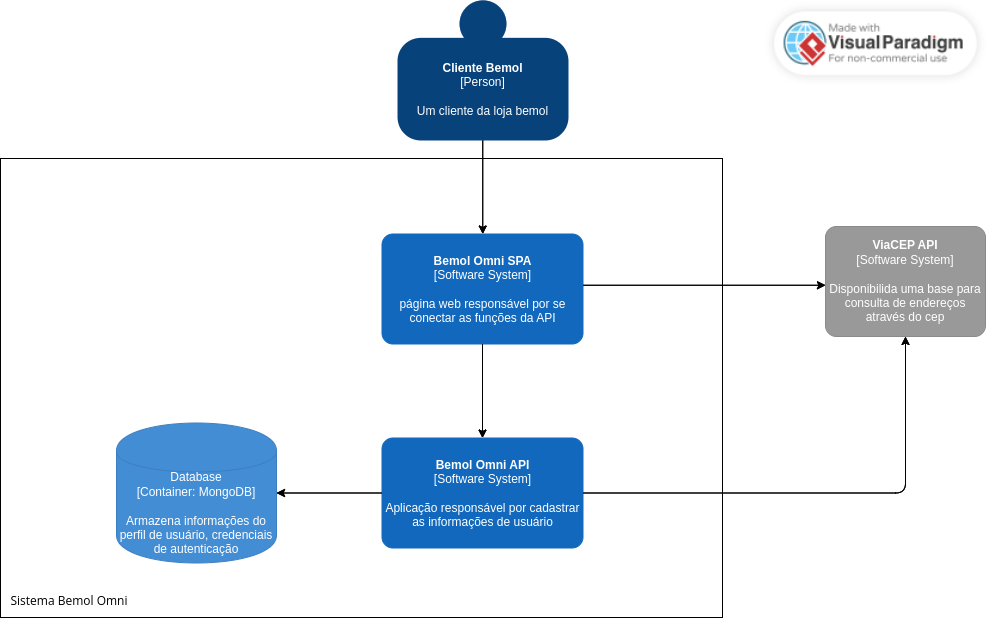 Made with
VisualParadigm
For non-commercial use
Cliente Bemol
[Person]
Um cliente da loja bemol
Bemol Omni SPA
[Software System]
página web responsável por se
conectar as funções da API
ViaCEP API
[Software System]
Disponibilida uma base para
consulta de endereços
através do cep
Database
[Container: MongoDB]
Armazena informações do
perfil de usuário, credenciais
de autenticação
Bemol Omni API
[Software System]
Aplicação responsável por cadastrar
as informações de usuário
Sistema Bemol Omni